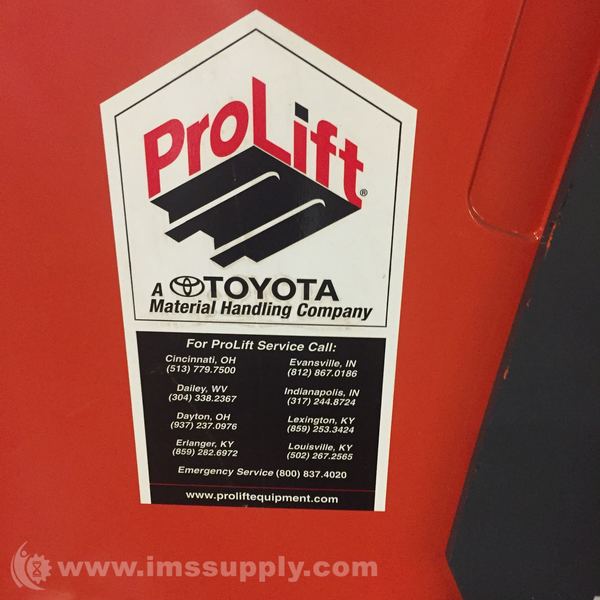 ProLift®
A TOYOTA
Material Handling Company
For ProLift Service Call:
Cincinnati, OH
(513) 779.7500
Evansville, IN
(812) 867.0186
Dailey, WV
(304) 338.2367
Indianapolis, IN
(317) 244.8724
Dayton, OH
(937) 237.0976
Lexington, KY
(859) 253.3424
Erlanger, KY
(859) 282.6972
Louisville, KY
(502) 267.2565
Emergency Service (800) 837.4020
www.proliftequipment.com
www.imssupply.com